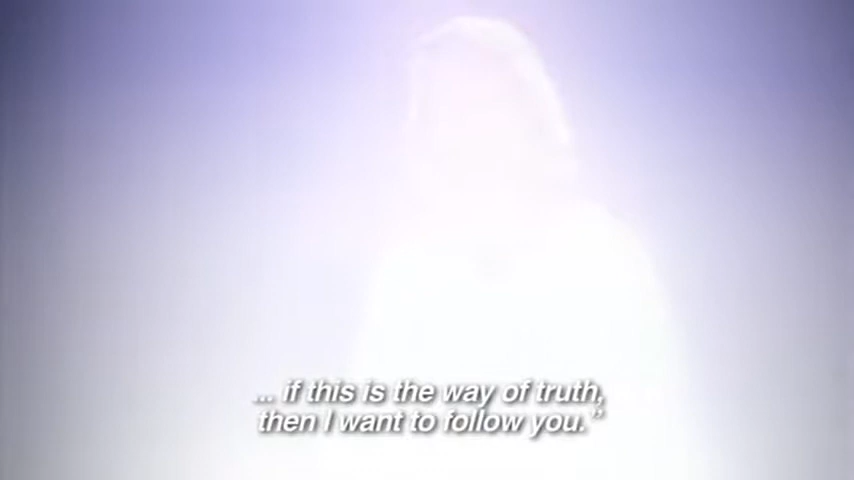 ... if this is the way of truth,
then I want to follow you."